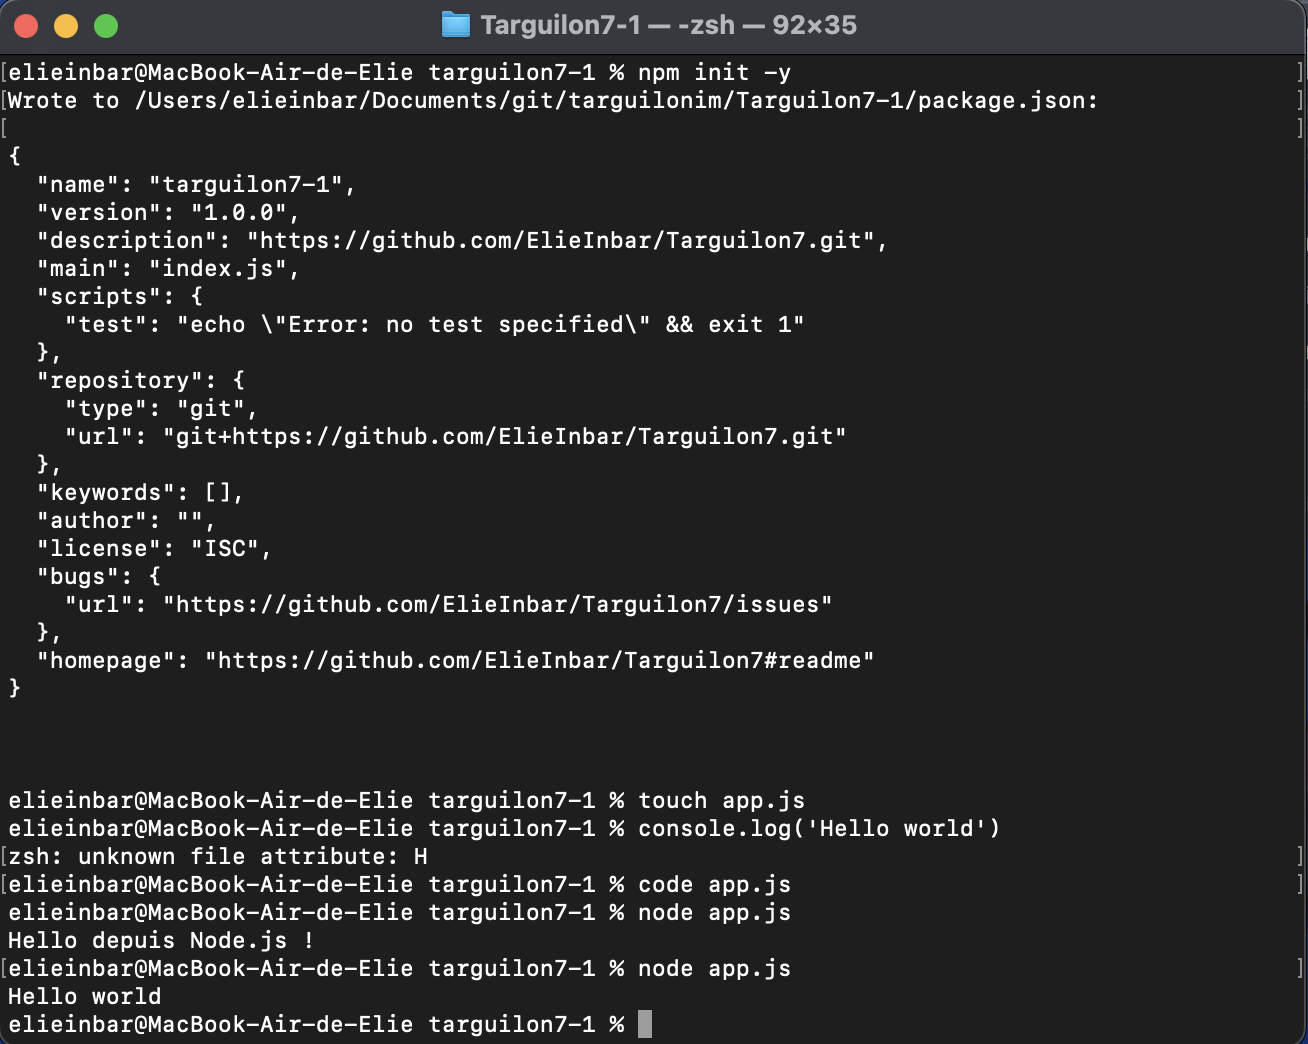 Targuilon7-1 — -zsh — 92×35
[elieinbar@MacBook-Air-de-Elie targuilon7-1 % npm init -y ]
[Wrote to /Users/elieinbar/Documents/git/targuilonim/Targuilon7-1/package.json: ]
[ ]
{
  "name": "targuilon7-1",
  "version": "1.0.0",
  "description": "https://github.com/ElieInbar/Targuilon7.git",
  "main": "index.js",
  "scripts": {
    "test": "echo \"Error: no test specified\" && exit 1"
  },
  "repository": {
    "type": "git",
    "url": "git+https://github.com/ElieInbar/Targuilon7.git"
  },
  "keywords": [],
  "author": "",
  "license": "ISC",
  "bugs": {
    "url": "https://github.com/ElieInbar/Targuilon7/issues"
  },
  "homepage": "https://github.com/ElieInbar/Targuilon7#readme"
}
elieinbar@MacBook-Air-de-Elie targuilon7-1 % touch app.js
elieinbar@MacBook-Air-de-Elie targuilon7-1 % console.log('Hello world')
[zsh: unknown file attribute: H ]
[elieinbar@MacBook-Air-de-Elie targuilon7-1 % code app.js ]
elieinbar@MacBook-Air-de-Elie targuilon7-1 % node app.js
Hello depuis Node.js !
[elieinbar@MacBook-Air-de-Elie targuilon7-1 % node app.js ]
Hello world
elieinbar@MacBook-Air-de-Elie targuilon7-1 %